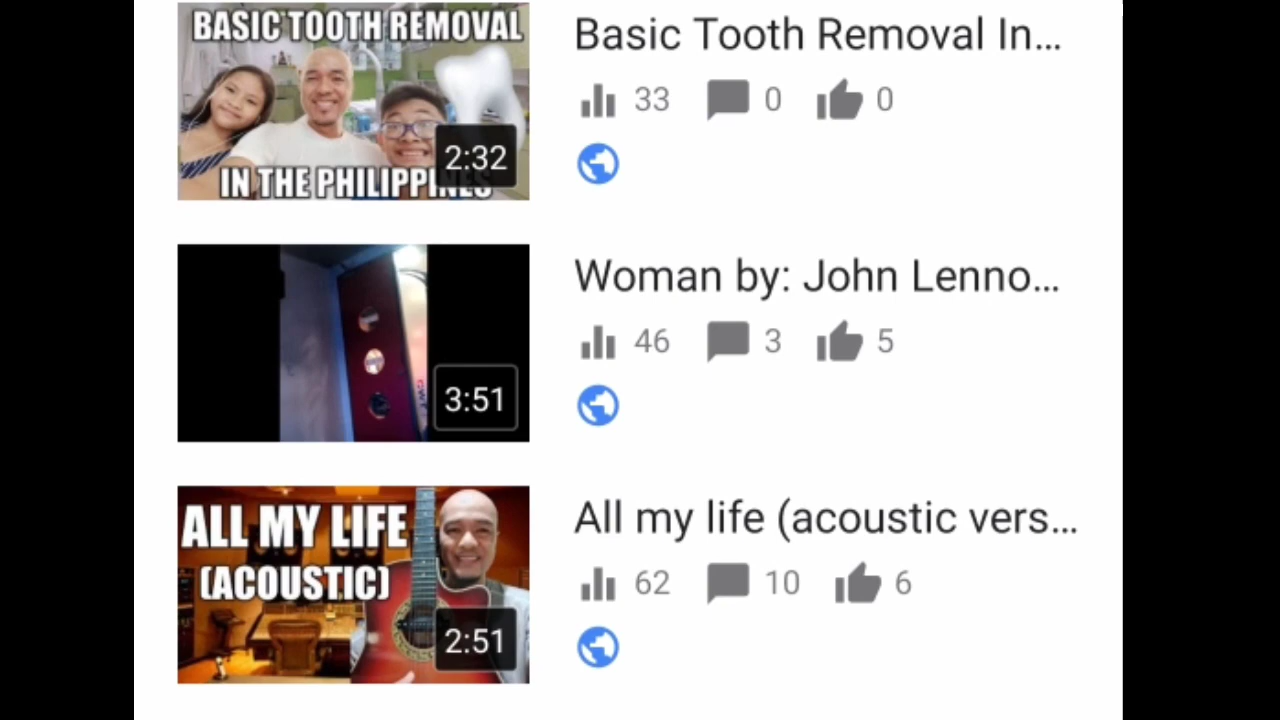 BASIC TOOTH REMOVAL
IN THE PHILIPPINES
2:32
Basic Tooth Removal In...
33 0 0
3:51
Woman by: John Lenno...
46 3 5
ALL MY LIFE
(ACOUSTIC)
2:51
All my life (acoustic vers...
62 10 6